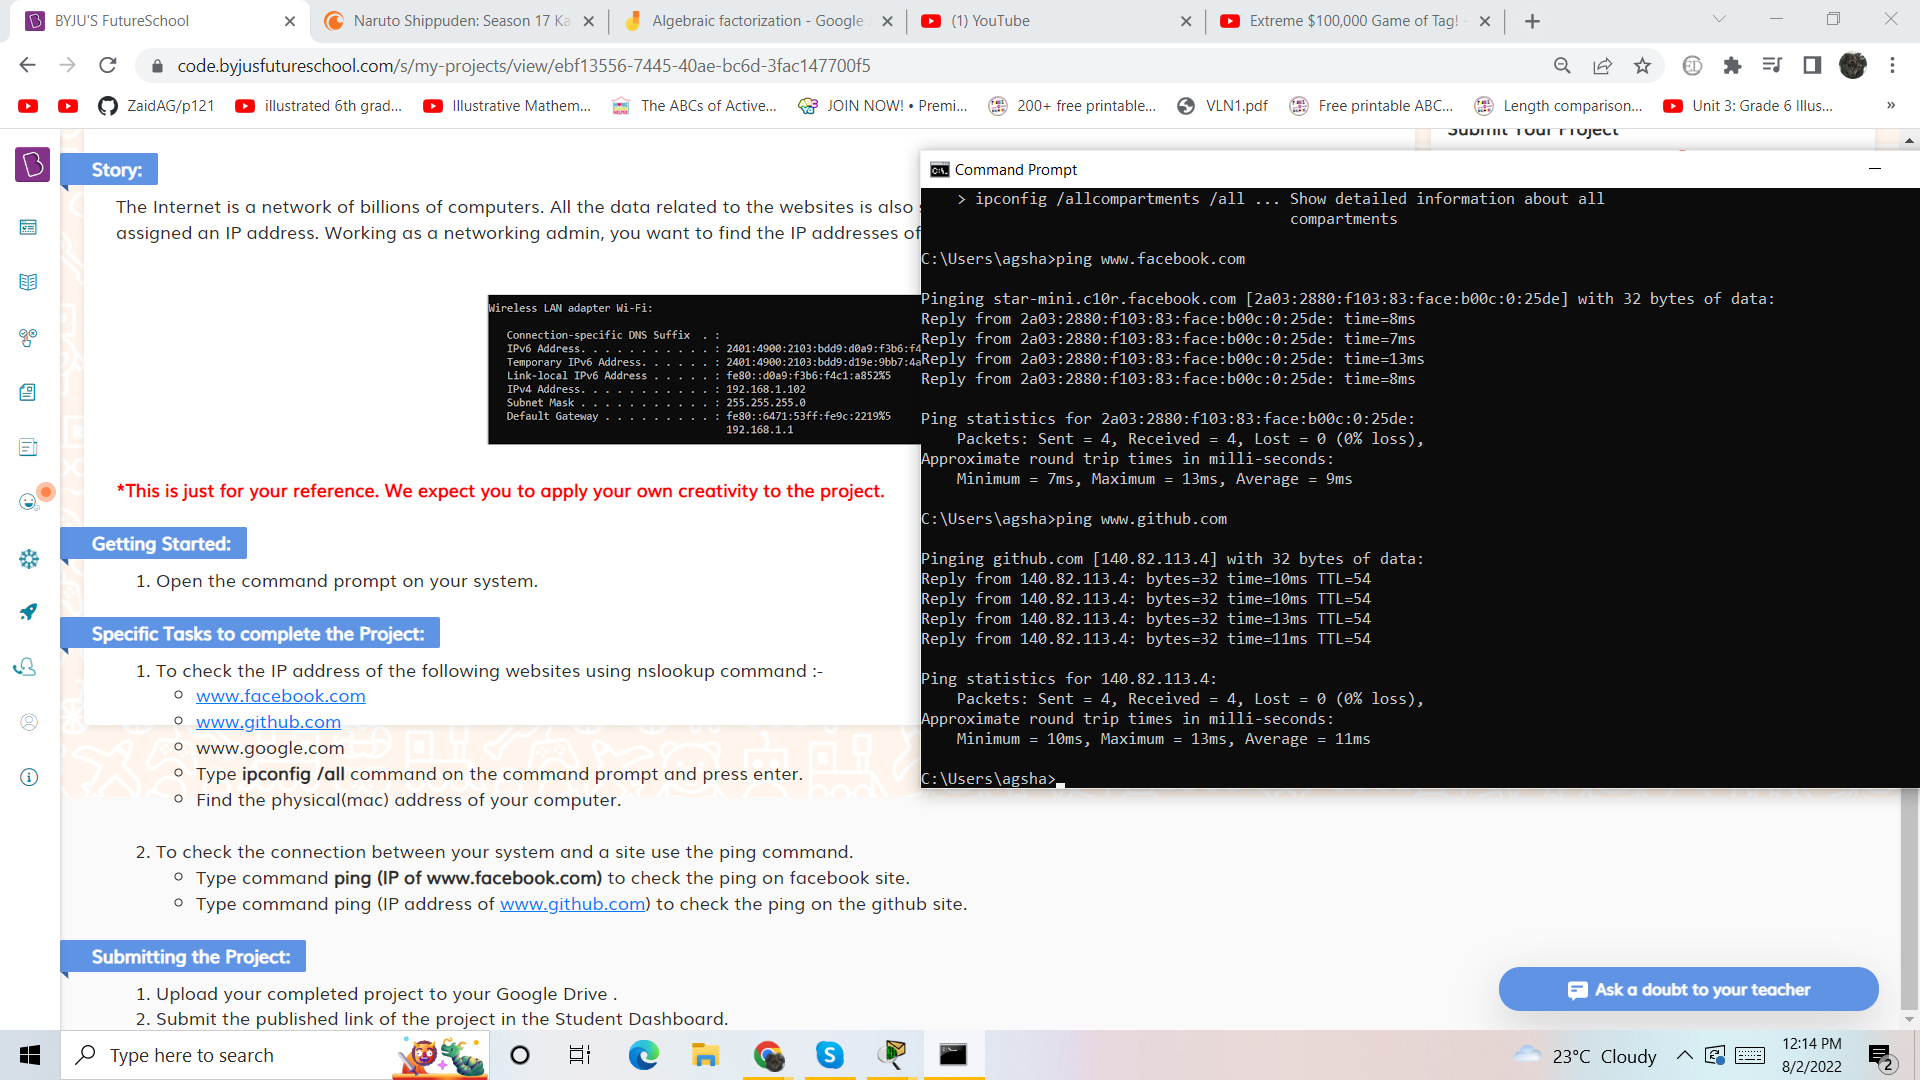 BYJU'S FutureSchool
Naruto Shippuden: Season 17 Ka
Algebraic factorization - Google
(1) YouTube
Extreme $100,000 Game of Tag! -
code.byjusfutureschool.com/s/my-projects/view/ebf13556-7445-40ae-bc6d-3fac147700f5
ZaidAG/p121
illustrated 6th grad...
Illustrative Mathem...
The ABCs of Active...
JOIN NOW! • Premi...
200+ free printable...
VLN1.pdf
Free printable ABC...
Length comparison...
Unit 3: Grade 6 Illus...
»
Submit Your Project
Story:
The Internet is a network of billions of computers. All the data related to the websites is also
assigned an IP address. Working as a networking admin, you want to find the IP addresses of
Wireless LAN adapter Wi-Fi:
Connection-specific DNS Suffix . :
IPv6 Address. . . . . . . . . . . : 2401:4900:2103:bdd9:d0a9:f3b6:f4
Temporary IPv6 Address. . . . . . : 2401:4900:2103:bdd9:d19e:9bb7:4a
Link-local IPv6 Address . . . . . : fe80::d0a9:f3b6:f4c1:a852%5
IPv4 Address. . . . . . . . . . . : 192.168.1.102
Subnet Mask . . . . . . . . . . . : 255.255.255.0
Default Gateway . . . . . . . . . : fe80::6471:53ff:fe9c:2219%5
192.168.1.1
*This is just for your reference. We expect you to apply your own creativity to the project.
Getting Started:
1. Open the command prompt on your system.
Specific Tasks to complete the Project:
1. To check the IP address of the following websites using nslookup command :-
www.facebook.com
www.github.com
www.google.com
Type ipconfig /all command on the command prompt and press enter.
Find the physical(mac) address of your computer.
2. To check the connection between your system and a site use the ping command.
Type command ping (IP of www.facebook.com) to check the ping on facebook site.
Type command ping (IP address of www.github.com) to check the ping on the github site.
Submitting the Project:
1. Upload your completed project to your Google Drive .
2. Submit the published link of the project in the Student Dashboard.
Command Prompt
> ipconfig /allcompartments /all ... Show detailed information about all
compartments
C:\Users\agsha>ping www.facebook.com
Pinging star-mini.c10r.facebook.com [2a03:2880:f103:83:face:b00c:0:25de] with 32 bytes of data:
Reply from 2a03:2880:f103:83:face:b00c:0:25de: time=8ms
Reply from 2a03:2880:f103:83:face:b00c:0:25de: time=7ms
Reply from 2a03:2880:f103:83:face:b00c:0:25de: time=13ms
Reply from 2a03:2880:f103:83:face:b00c:0:25de: time=8ms
Ping statistics for 2a03:2880:f103:83:face:b00c:0:25de:
Packets: Sent = 4, Received = 4, Lost = 0 (0% loss),
Approximate round trip times in milli-seconds:
Minimum = 7ms, Maximum = 13ms, Average = 9ms
C:\Users\agsha>ping www.github.com
Pinging github.com [140.82.113.4] with 32 bytes of data:
Reply from 140.82.113.4: bytes=32 time=10ms TTL=54
Reply from 140.82.113.4: bytes=32 time=10ms TTL=54
Reply from 140.82.113.4: bytes=32 time=13ms TTL=54
Reply from 140.82.113.4: bytes=32 time=11ms TTL=54
Ping statistics for 140.82.113.4:
Packets: Sent = 4, Received = 4, Lost = 0 (0% loss),
Approximate round trip times in milli-seconds:
Minimum = 10ms, Maximum = 13ms, Average = 11ms
C:\Users\agsha>
Ask a doubt to your teacher
Type here to search
23°C Cloudy
12:14 PM
8/2/2022
2